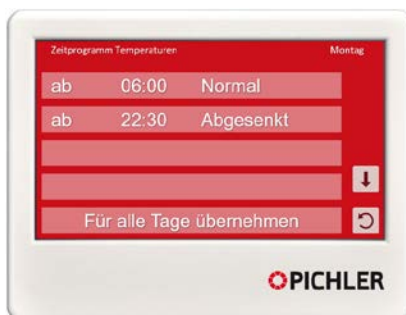 Zeitprogramm Temperaturen Montag
ab 06:00 Normal
ab 22:30 Abgesenkt
Für alle Tage übernehmen
PICHLER